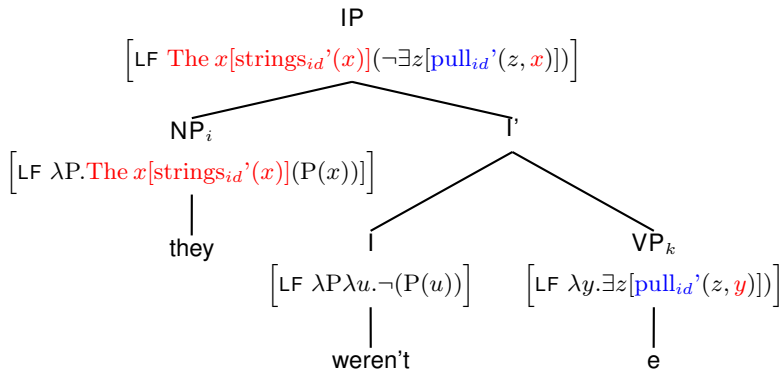 IP
[LF The x[strings_id'(x)](¬∃z[pull_id'(z, x)])]
NP_i I'
[LF λP.The x[strings_id'(x)](P(x))]
they I VP_k
[LF λPλu.¬(P(u))] [LF λy.∃z[pull_id'(z, y)])]
weren't e